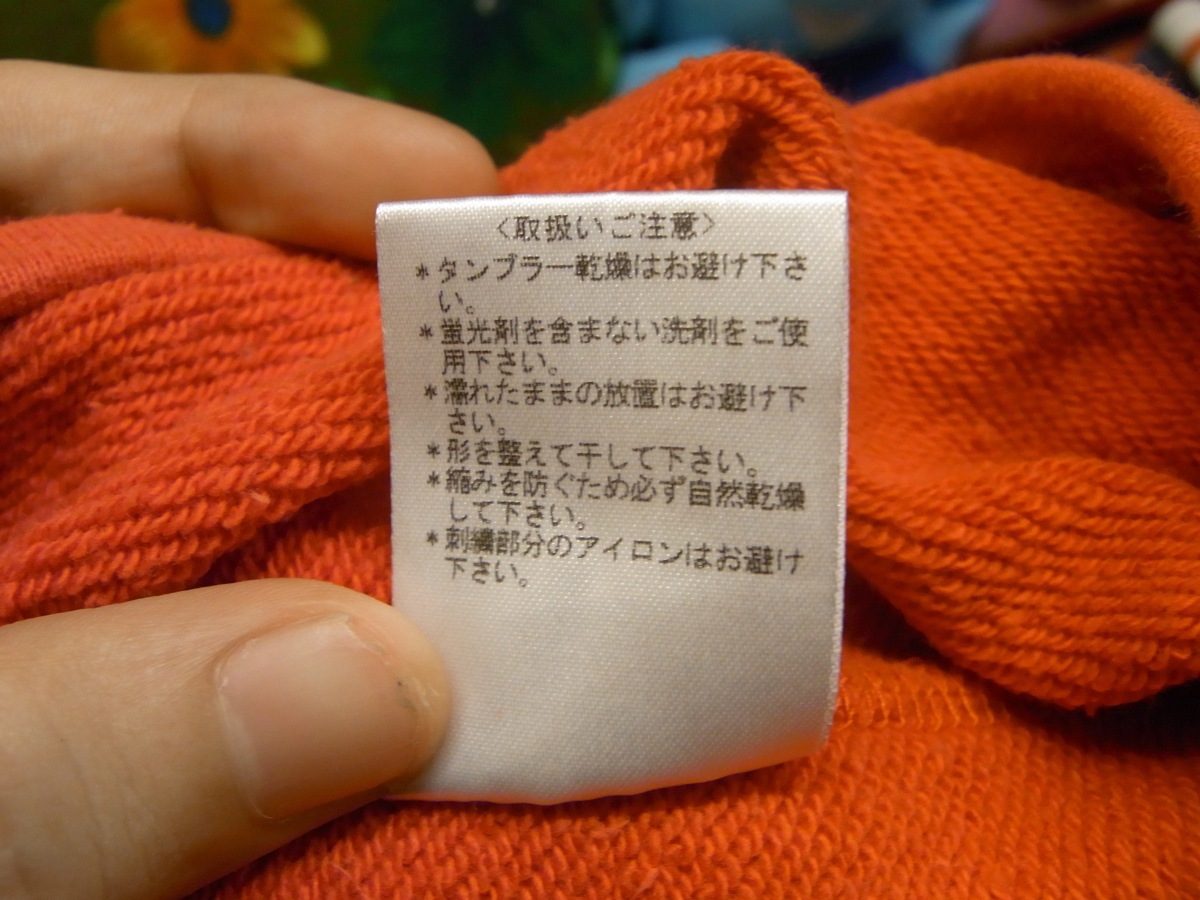 〈取扱いご注意〉
*タンブラー乾燥はお避け下さ
い。
*蛍光剤を含まない洗剤をご使
用下さい。
*濡れたままの放置はお避け下
さい。
*形を整えて干して下さい。
*縮みを防ぐため必ず自然乾燥
して下さい。
*刺繍部分のアイロンはお避け
下さい。